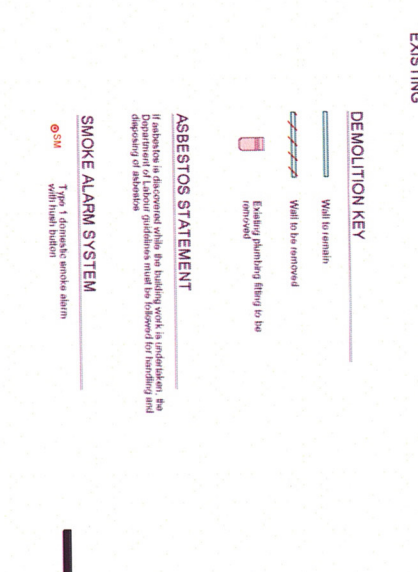 EXISTING
DEMOLITION KEY
Wall to remain
Wall to be removed
Existing plumbing fitting to be
removed
ASBESTOS STATEMENT
If asbestos is discovered while the building work is undertaken, the
Department of Labour guidelines must be followed for handling and
disposing of asbestos
SMOKE ALARM SYSTEM
SM
Type 1 domestic smoke alarm
with hush button